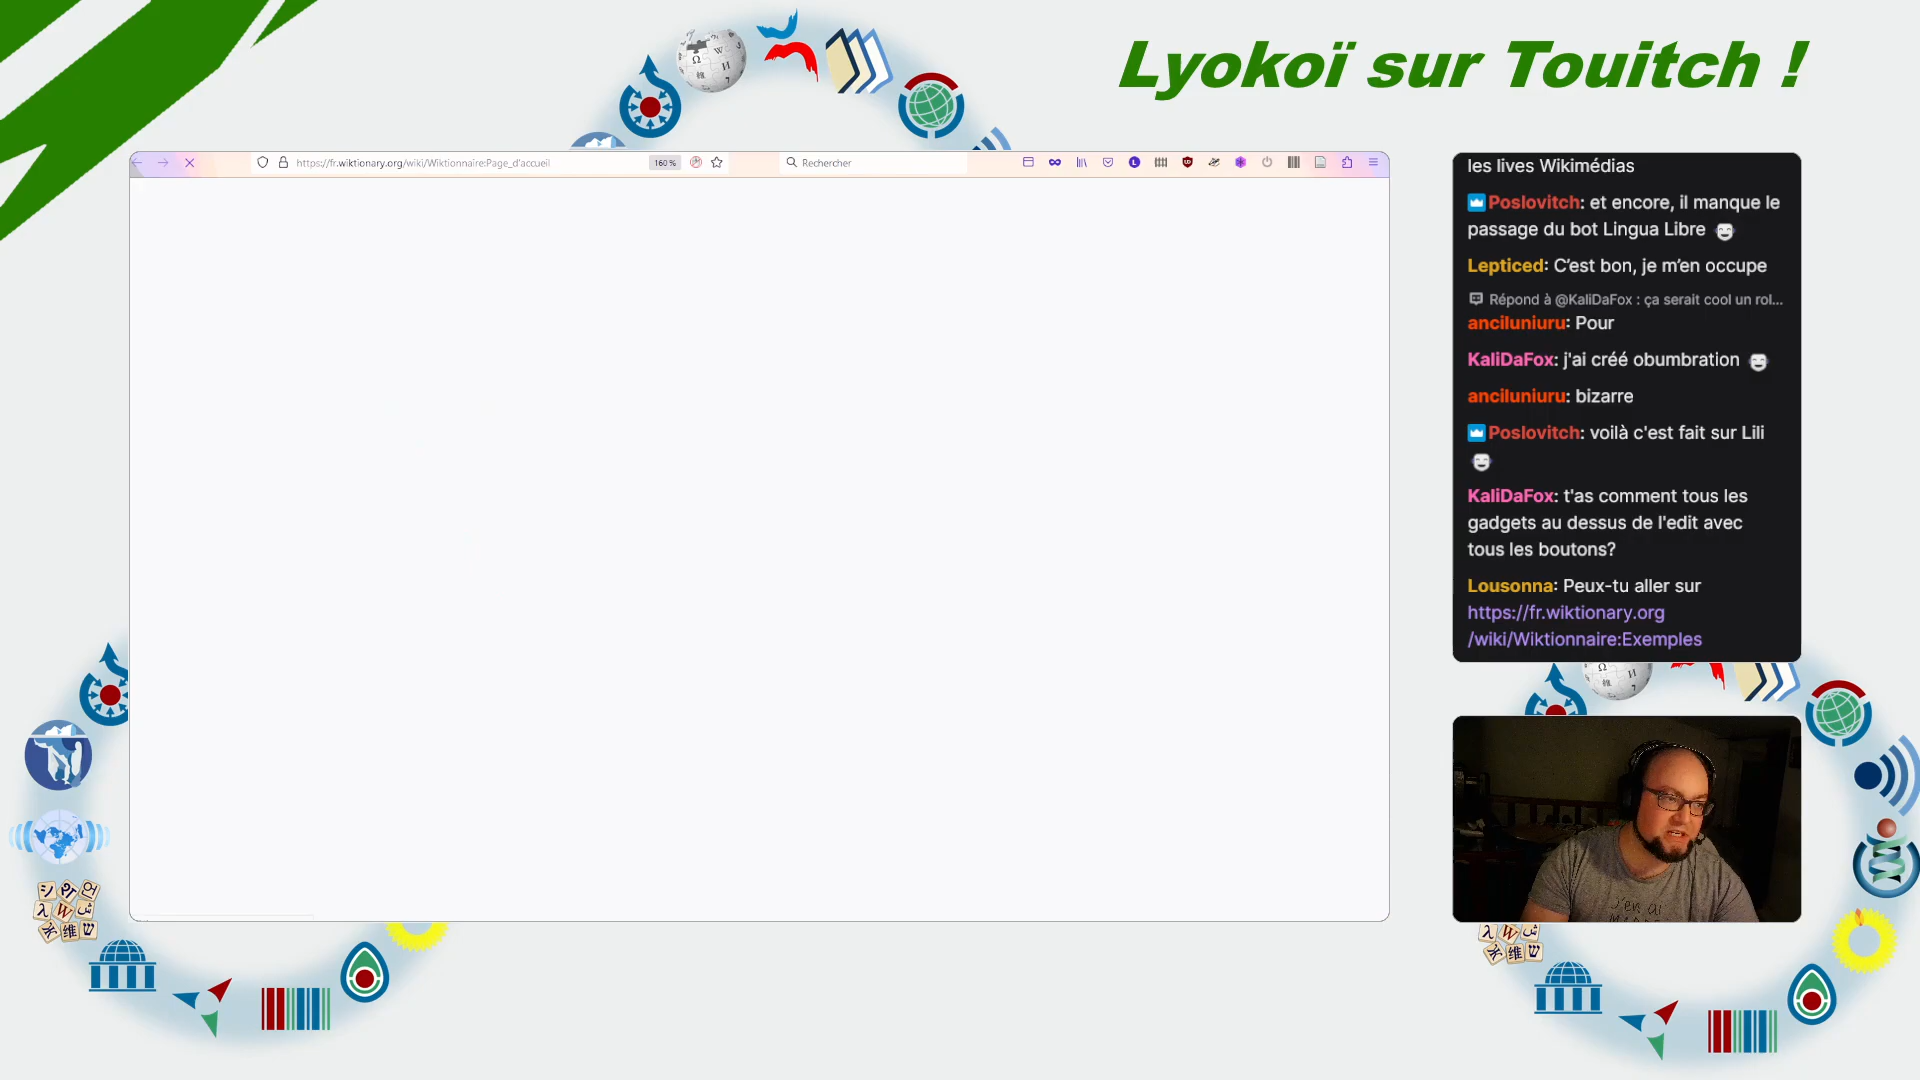 Lyokoï sur Touitch !
https://fr.wiktionary.org/wiki/Wiktionnaire:Page_d'accueil
160 %
Rechercher
les lives Wikimédias
Poslovitch: et encore, il manque le
passage du bot Lingua Libre
Lepticed: C'est bon, je m'en occupe
Répond à @KaliDaFox : ça serait cool un rol...
anciluniuru: Pour
KaliDaFox: j'ai créé obumbration
anciluniuru: bizarre
Poslovitch: voilà c'est fait sur Lili
KaliDaFox: t'as comment tous les
gadgets au dessus de l'edit avec
tous les boutons?
Lousonna: Peux-tu aller sur
https://fr.wiktionary.org
/wiki/Wiktionnaire:Exemples
J'en ai